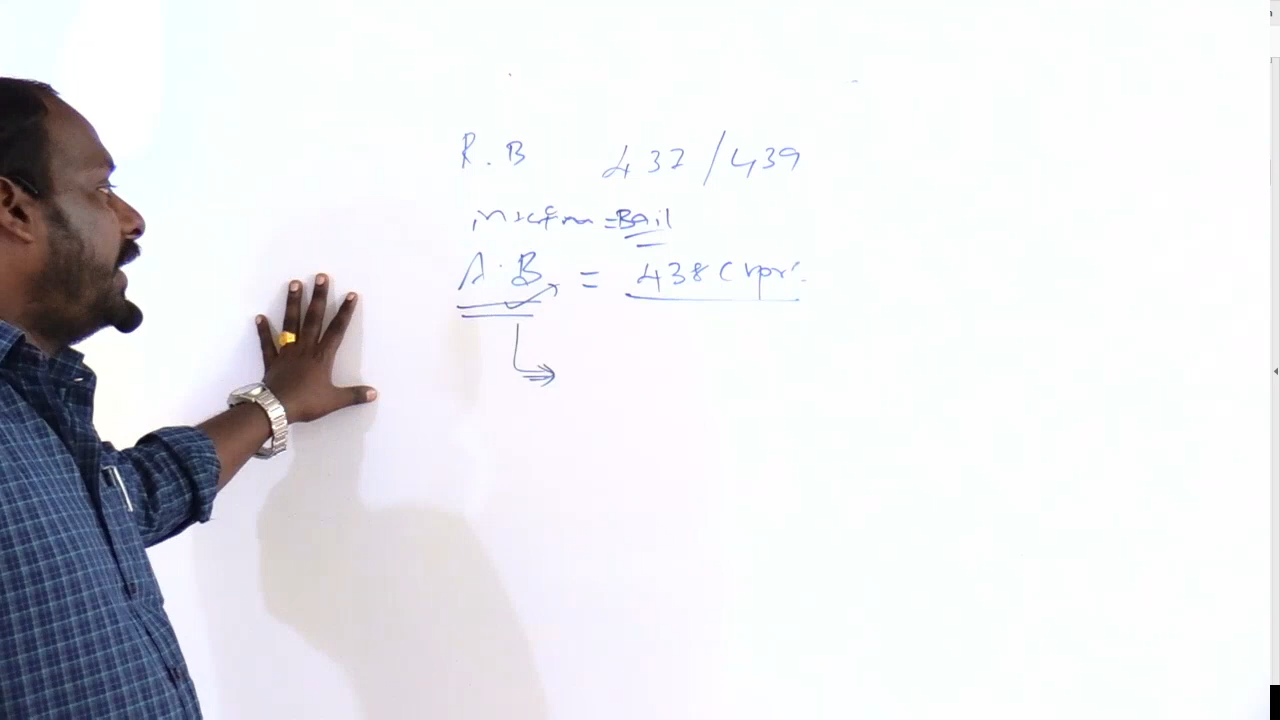 R.B 437/439
= Bail
A.B = 438 Crpc.